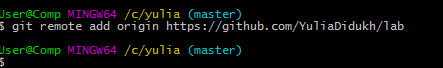 User@Comp MINGW64 /c/yulia (master)
$ git remote add origin https://github.com/YuliaDidukh/lab
User@Comp MINGW64 /c/yulia (master)
$